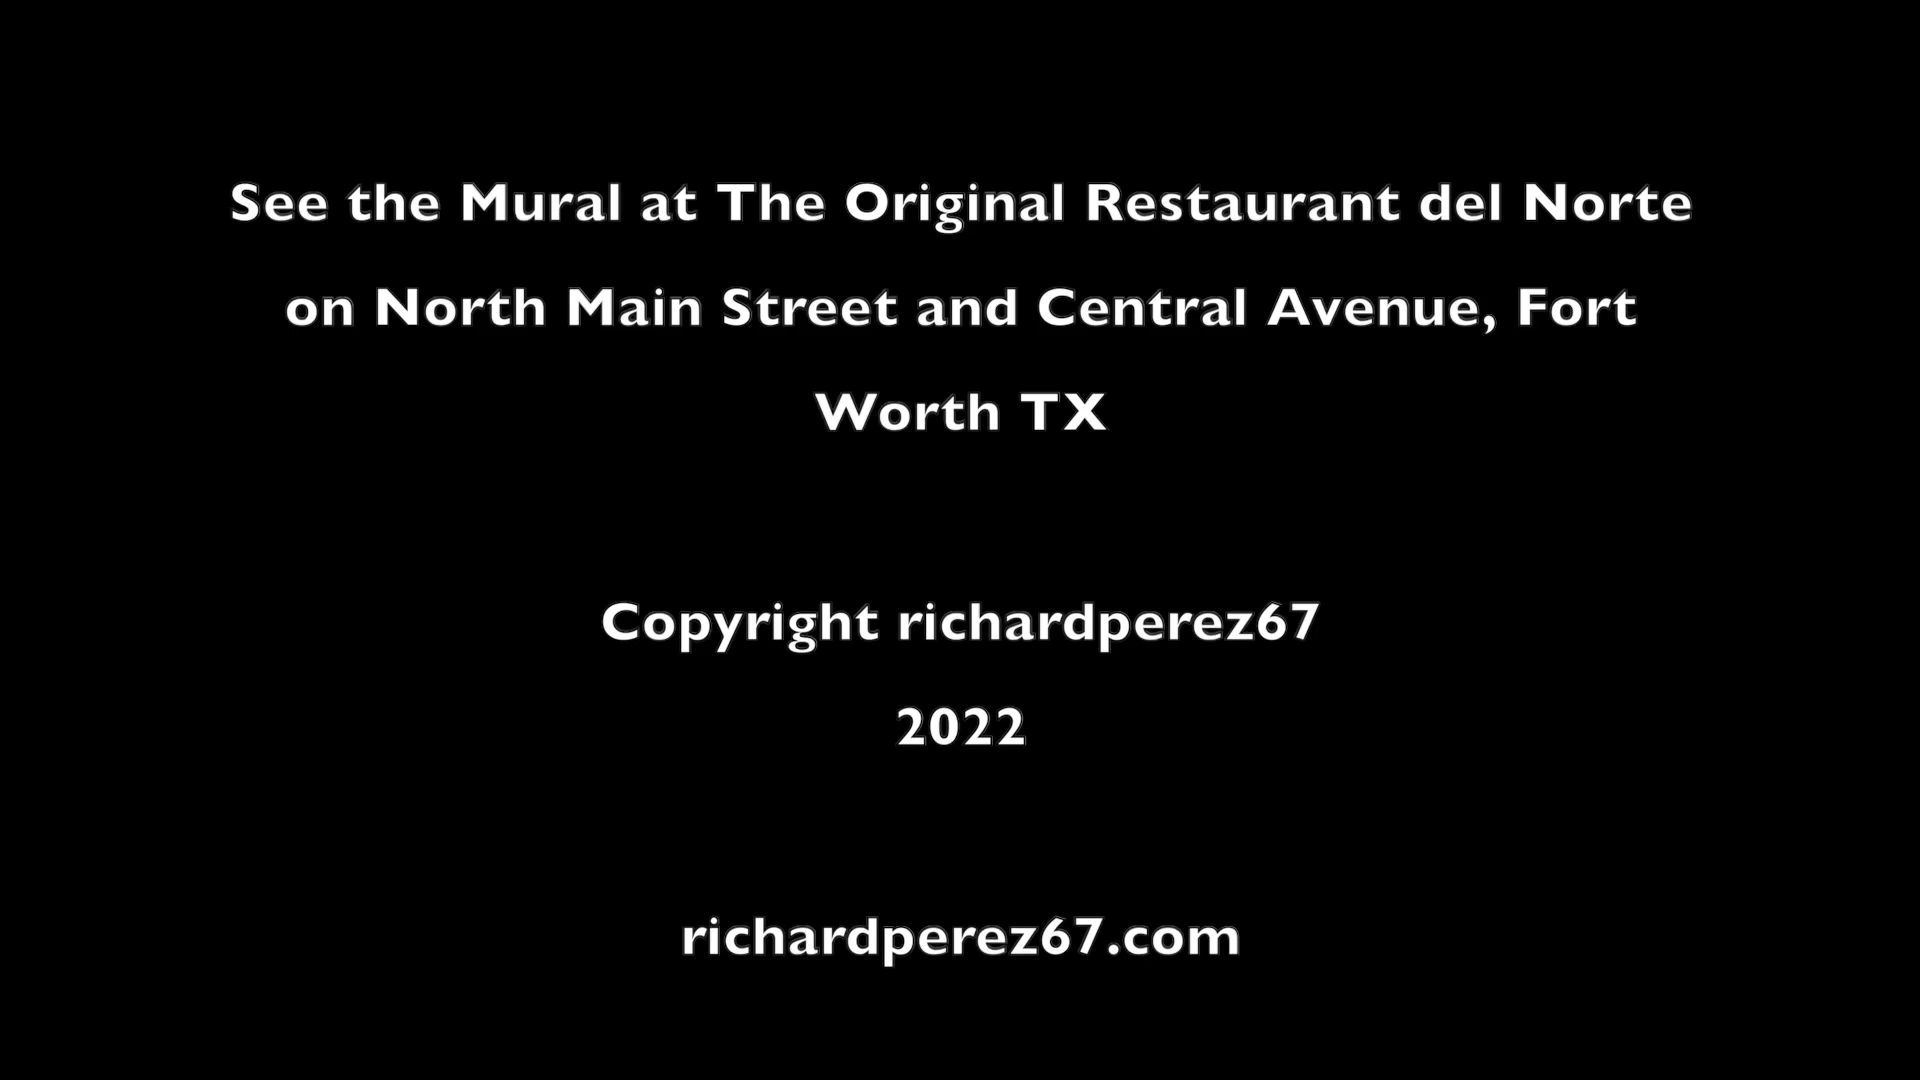 See the Mural at The Original Restaurant del Norte
on North Main Street and Central Avenue, Fort
Worth TX
Copyright richardperez67
2022
richardperez67.com